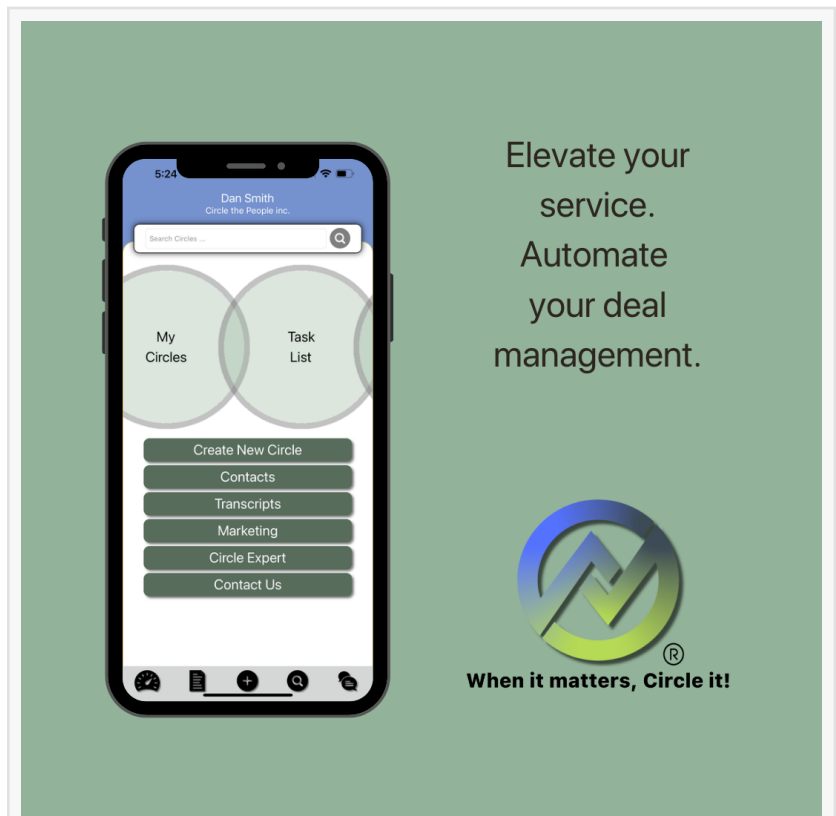 5:24
Dan Smith
Circle the People inc.
Search Circles ...
My
Circles
Task
List
Create New Circle
Contacts
Transcripts
Marketing
Circle Expert
Contact Us
Elevate your
service.
Automate
your deal
management.
®
When it matters, Circle it!